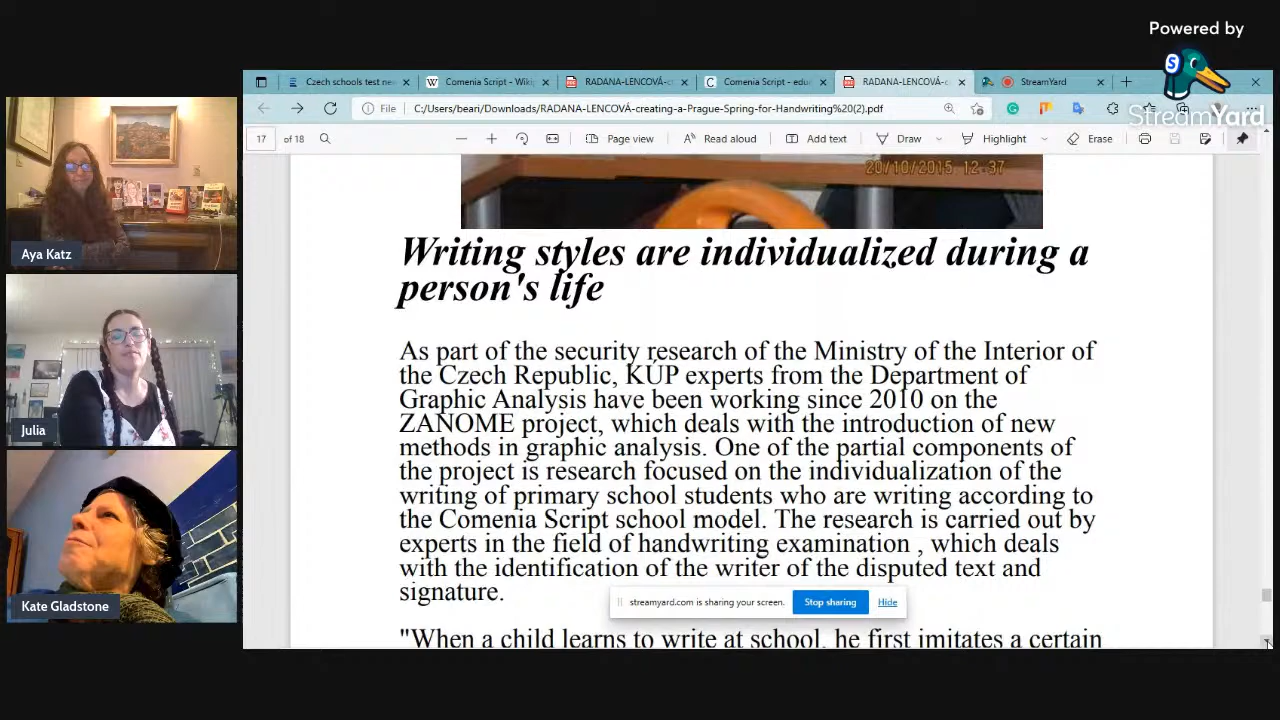 Powered by
StreamYard
Czech schools test ne
Comenia Script - Wiki
RADANA-LENCOVÁ-c
Comenia Script - edu
RADANA-LENCOVÁ-c
StreamYard
File
C:/Users/beari/Downloads/RADANA-LENCOVÁ-creating-a-Prague-Spring-for-Handwriting%20(2).pdf
17 of 18
Page view
Read aloud
Add text
Draw
Highlight
Erase
20/10/2015 12:37
Writing styles are individualized during a
person's life
As part of the security research of the Ministry of the Interior of
the Czech Republic, KÚP experts from the Department of
Graphic Analysis have been working since 2010 on the
ZANOME project, which deals with the introduction of new
methods in graphic analysis. One of the partial components of
the project is research focused on the individualization of the
writing of primary school students who are writing according to
the Comenia Script school model. The research is carried out by
experts in the field of handwriting examination , which deals
with the identification of the writer of the disputed text and
signature.
streamyard.com is sharing your screen.
Stop sharing
Hide
"When a child learns to write at school, he first imitates a certain
Aya Katz
Julia
Kate Gladstone